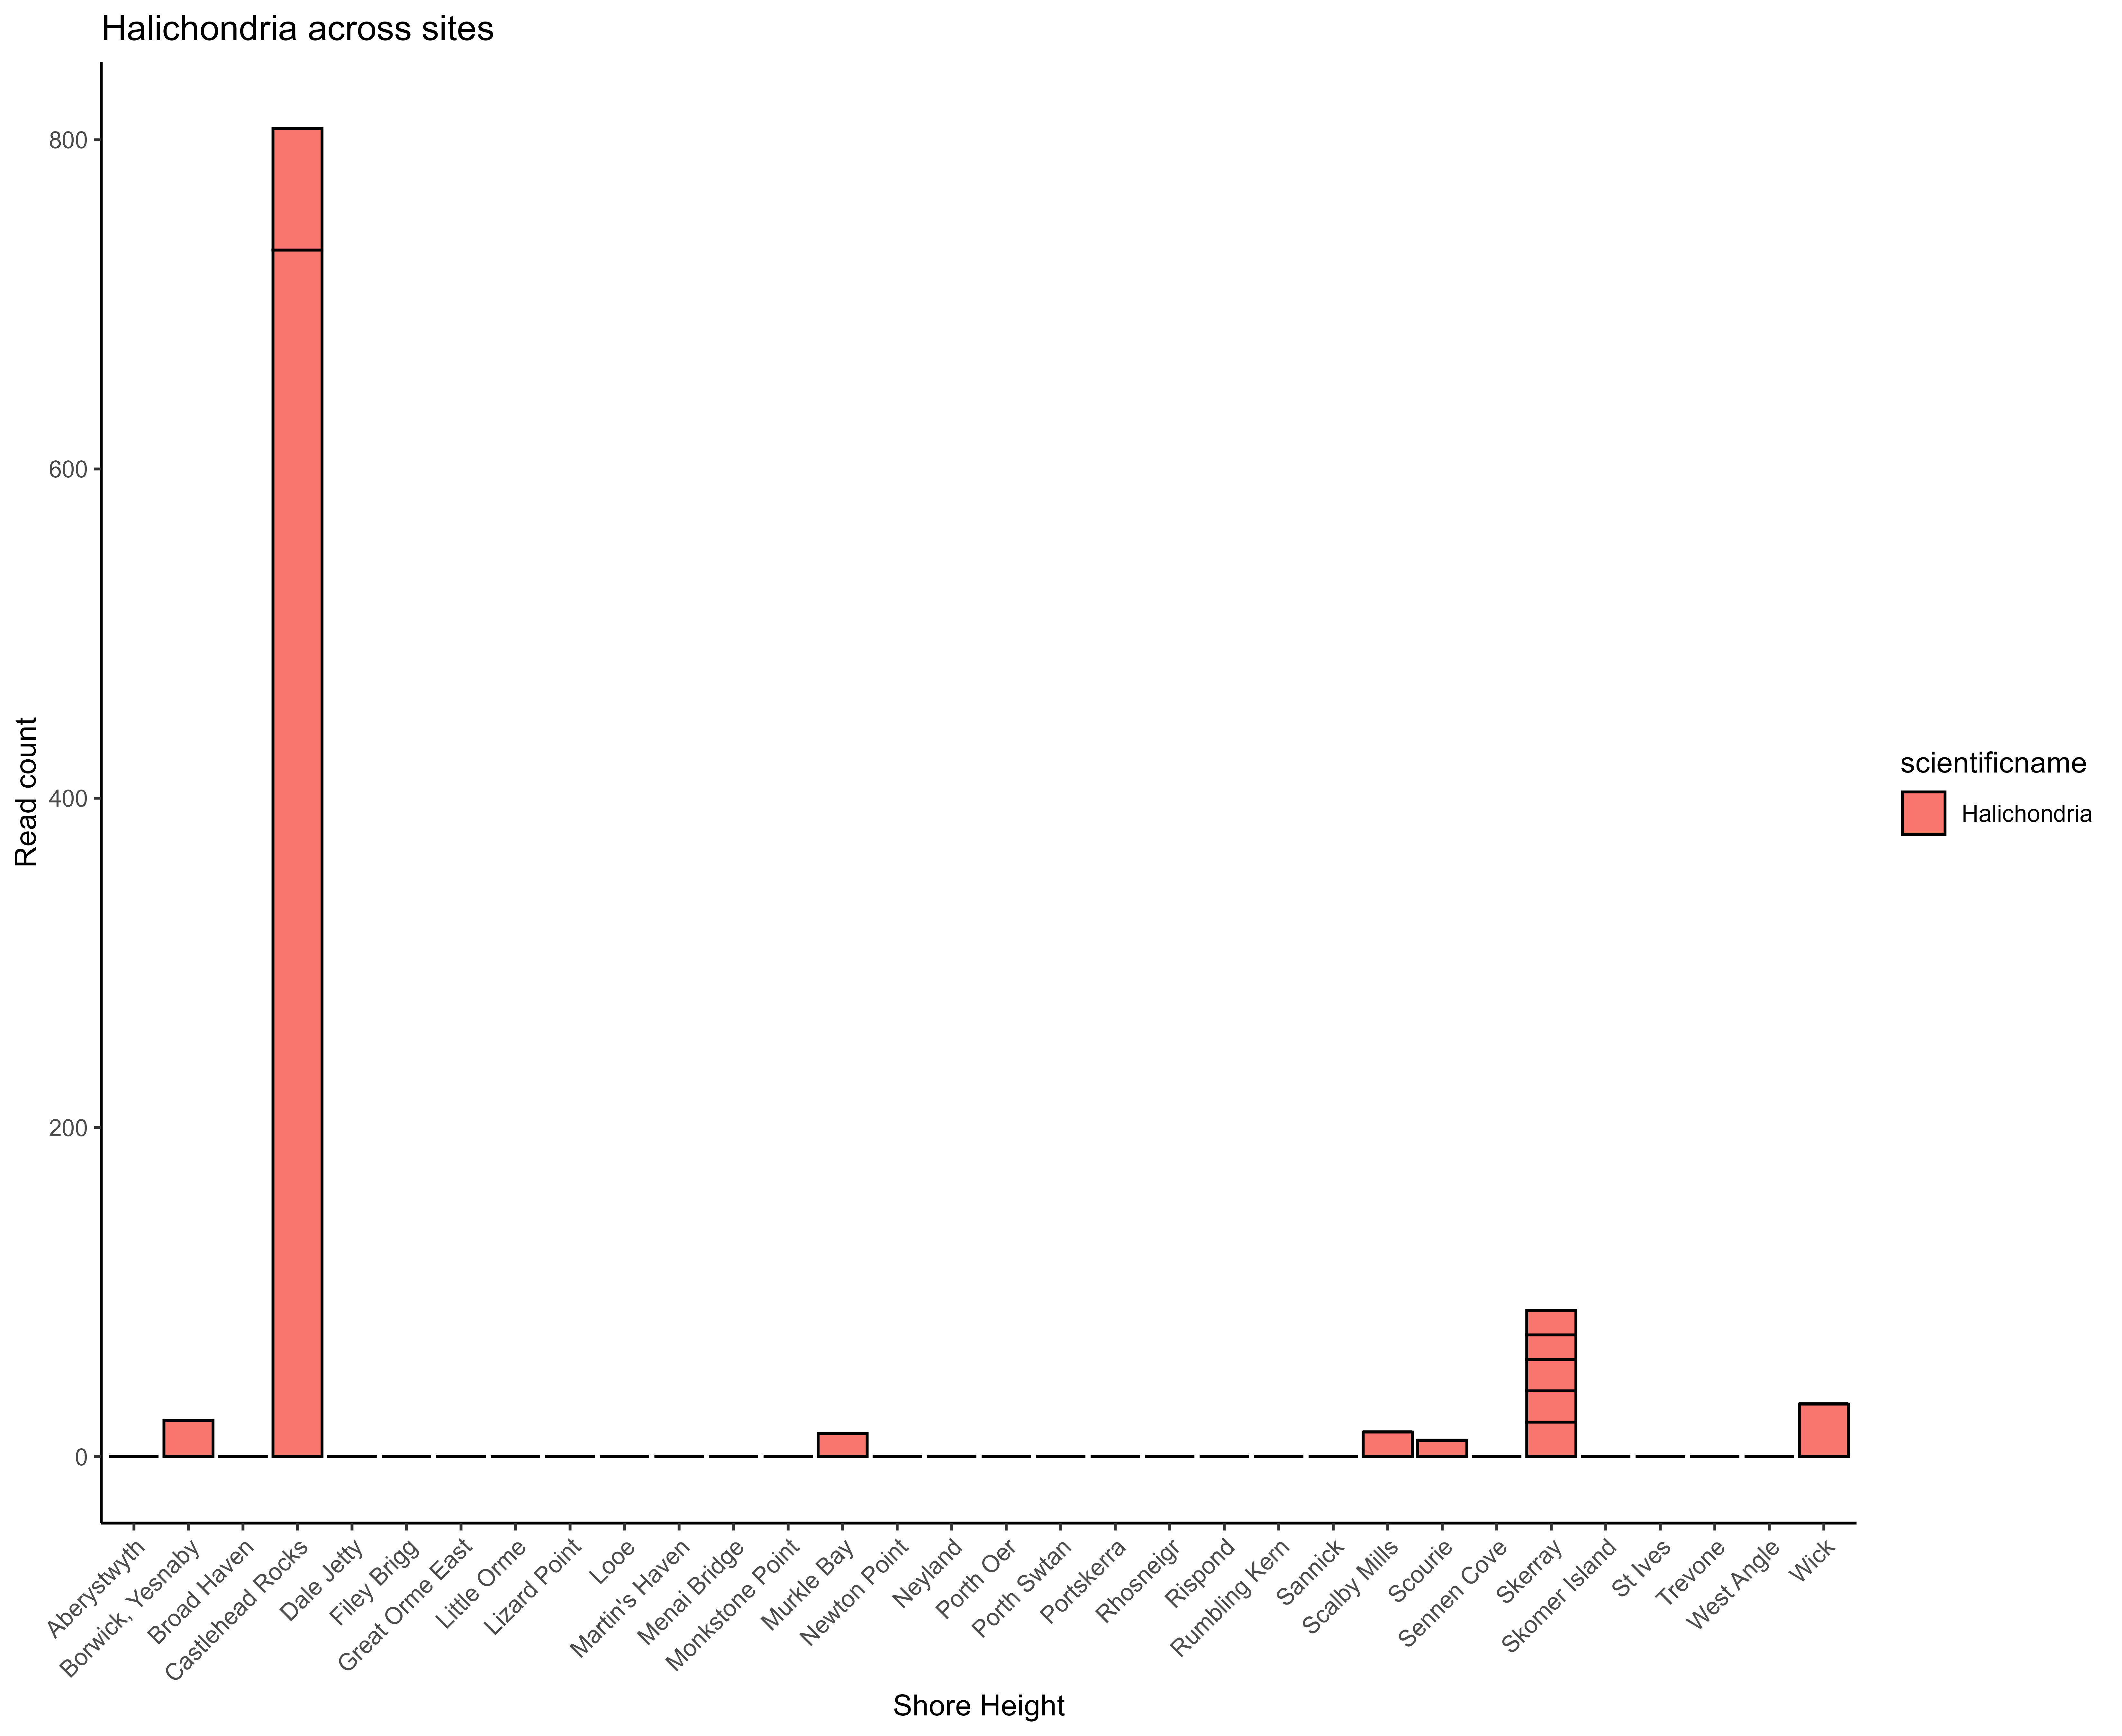 Halichondria across sites
Read count
800
600
400
200
0
Aberystwyth
Borwick, Yesnaby
Broad Haven
Castlehead Rocks
Dale Jetty
Filey Brigg
Great Orme East
Little Orme
Lizard Point
Looe
Martin's Haven
Menai Bridge
Monkstone Point
Murkle Bay
Newton Point
Neyland
Porth Oer
Porth Swtan
Portskerra
Rhosneigr
Rispond
Rumbling Kern
Sannick
Scalby Mills
Scourie
Sennen Cove
Skerray
Skomer Island
St Ives
Trevone
West Angle
Wick
Shore Height
scientificname
Halichondria